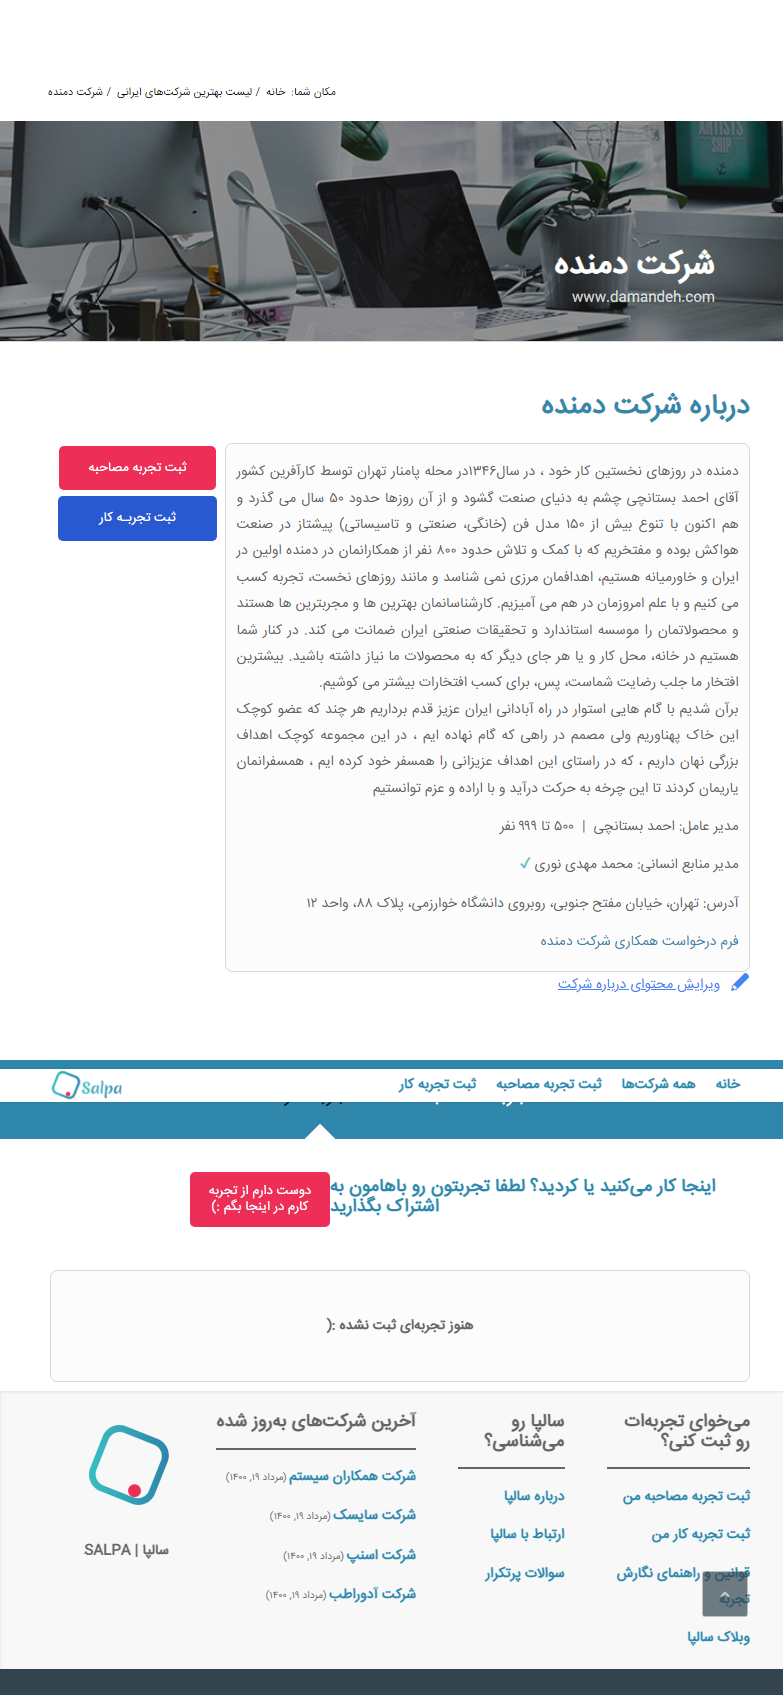 مکان شما: خانه / لیست بهترین شرکت‌های ایرانی / شرکت دمنده
ARTISTS
SHIP
شرکت دمنده
www.damandeh.com
درباره شرکت دمنده
ثبت تجربه مصاحبه
ثبت تجربـه کار
دمنده در روزهای نخستین کار خود ، در سال۱۳۴۶در محله پامنار تهران توسط کارآفرین کشور
آقای احمد بستانچی چشم به دنیای صنعت گشود و از آن روزها حدود ۵۰ سال می گذرد و
هم اکنون با تنوع بیش از ۱۵۰ مدل فن (خانگی، صنعتی و تاسیساتی) پیشتاز در صنعت
هواکش بوده و مفتخریم که با کمک و تلاش حدود ۸۰۰ نفر از همکارانمان در دمنده اولین در
ایران و خاورمیانه هستیم، اهدافمان مرزی نمی شناسد و مانند روزهای نخست، تجربه کسب
می کنیم و با علم امروزمان در هم می آمیزیم. کارشناسانمان بهترین ها و مجربترین ها هستند
و محصولاتمان را موسسه استاندارد و تحقیقات صنعتی ایران ضمانت می کند. در کنار شما
هستیم در خانه، محل کار و یا هر جای دیگر که به محصولات ما نیاز داشته باشید. بیشترین
افتخار ما جلب رضایت شماست، پس، برای کسب افتخارات بیشتر می کوشیم.
برآن شدیم با گام هایی استوار در راه آبادانی ایران عزیز قدم برداریم هر چند که عضو کوچک
این خاک پهناوریم ولی مصمم در راهی که گام نهاده ایم ، در این مجموعه کوچک اهداف
بزرگی نهان داریم ، که در راستای این اهداف عزیزانی را همسفر خود کرده ایم ، همسفرانمان
یاریمان کردند تا این چرخه به حرکت درآید و با اراده و عزم توانستیم
مدیر عامل: احمد بستانچی | ۵۰۰ تا ۹۹۹ نفر
مدیر منابع انسانی: محمد مهدی نوری ✓
آدرس: تهران، خیابان مفتح جنوبی، روبروی دانشگاه خوارزمی، پلاک ۸۸، واحد ۱۲
فرم درخواست همکاری شرکت دمنده
ویرایش محتوای درباره شرکت
خانه همه شرکت‌ها ثبت تجربه مصاحبه ثبت تجربه کار
Salpa
اینجا کار می‌کنید یا کردید؟ لطفا تجربتون رو باهامون به
اشتراک بگذارید
دوست دارم از تجربه
کارم در اینجا بگم :)
هنوز تجربه‌ای ثبت نشده :(
می‌خوای تجربه‌ات
رو ثبت کنی؟
ثبت تجربه مصاحبه من
ثبت تجربه کار من
قوانین و راهنمای نگارش
تجربه
وبلاگ سالپا
سالپا رو
می‌شناسی؟
درباره سالپا
ارتباط با سالپا
سوالات پرتکرار
آخرین شرکت‌های به‌روز شده
شرکت همکاران سیستم (مرداد ۱۹, ۱۴۰۰)
شرکت سایسک (مرداد ۱۹, ۱۴۰۰)
شرکت اسنپ (مرداد ۱۹, ۱۴۰۰)
شرکت آدوراطب (مرداد ۱۹, ۱۴۰۰)
سالپا | SALPA